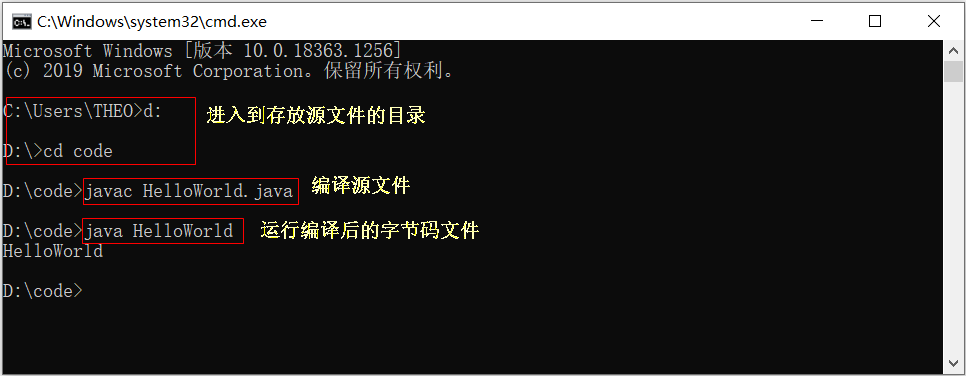 C:\Windows\system32\cmd.exe
Microsoft Windows [版本 10.0.18363.1256]
(c) 2019 Microsoft Corporation。保留所有权利。
C:\Users\THEO>d:
进入到存放源文件的目录
D:\>cd code
D:\code>javac HelloWorld.java
编译源文件
D:\code>java HelloWorld
运行编译后的字节码文件
HelloWorld
D:\code>